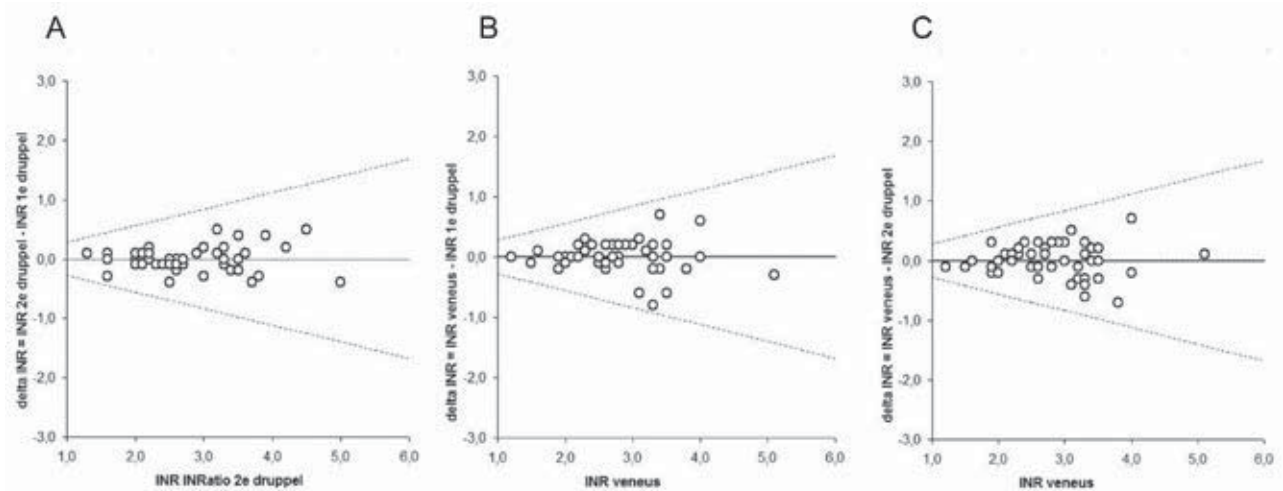 A
B
C
3,0
2,0
1,0
0,0
-1,0
-2,0
-3,0
1,0 2,0 3,0 4,0 5,0 6,0
delta INR = INR 2e druppel - INR 1e druppel
INR INRatio 2e druppel
3,0
2,0
1,0
0,0
-1,0
-2,0
-3,0
1,0 2,0 3,0 4,0 5,0 6,0
delta INR = INR veneus - INR 1e druppel
INR veneus
3,0
2,0
1,0
0,0
-1,0
-2,0
-3,0
1,0 2,0 3,0 4,0 5,0 6,0
delta INR = INR veneus - INR 2e druppel
INR veneus